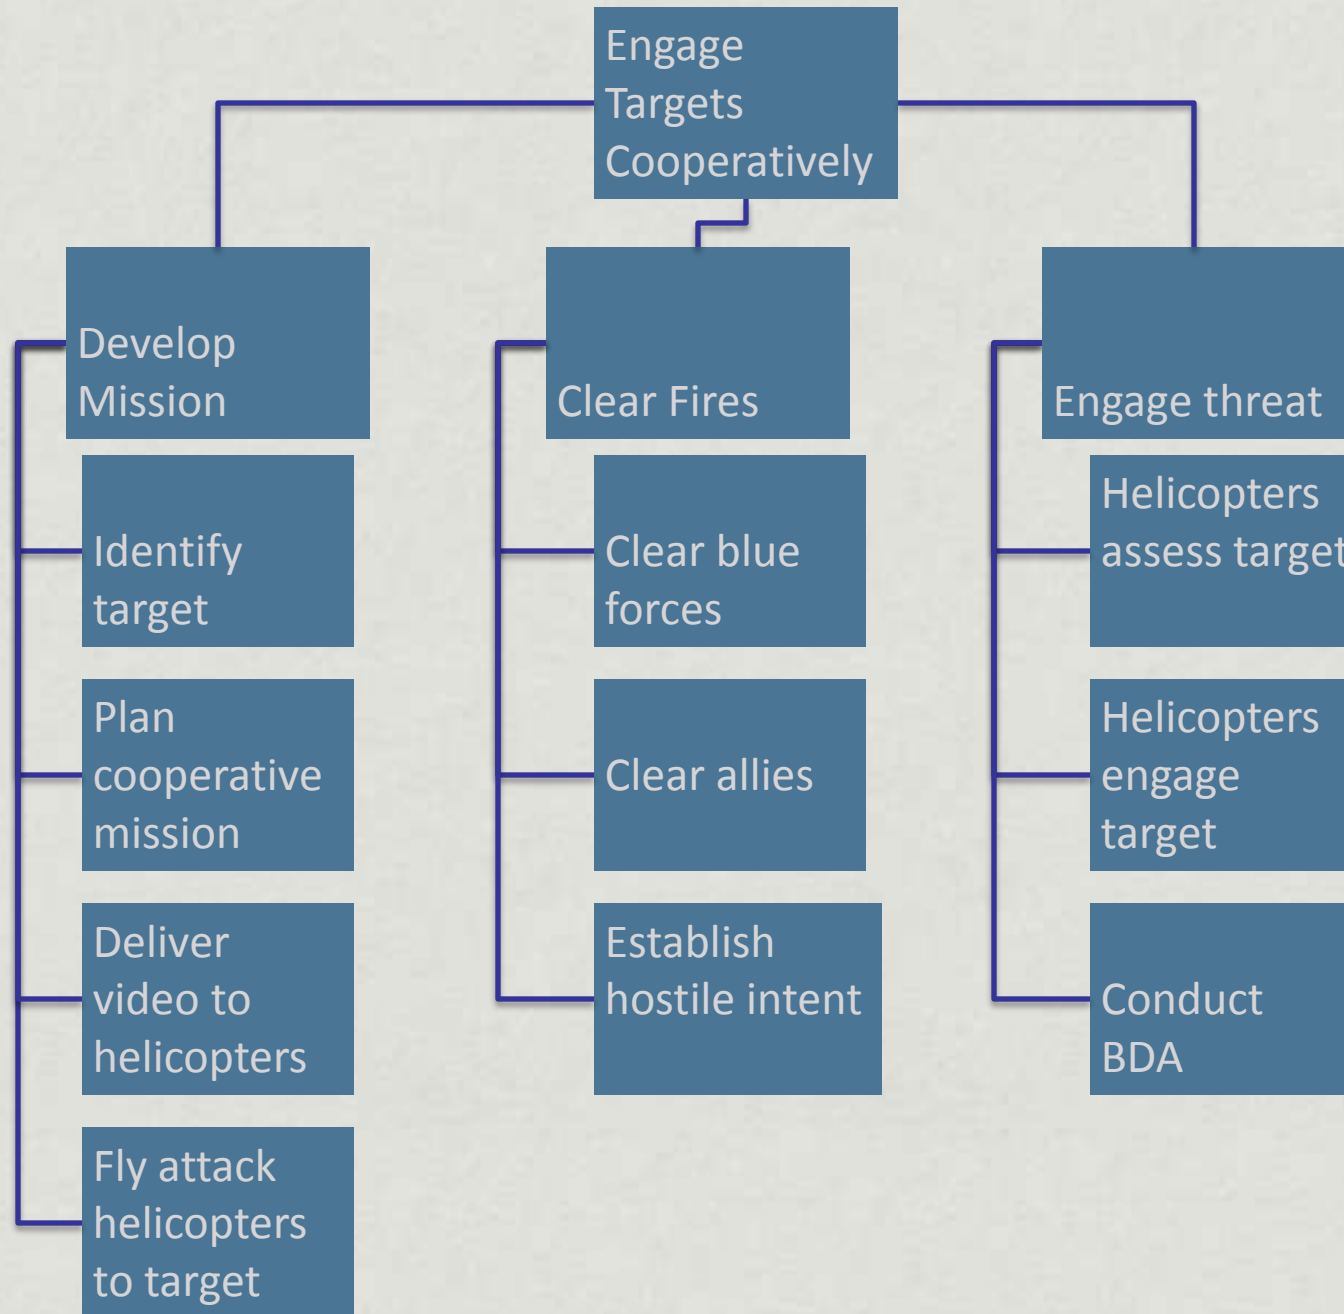 Engage
Targets
Cooperatively
Develop
Mission
Identify
target
Plan
cooperative
mission
Deliver
video to
helicopters
Fly attack
helicopters
to target
Clear Fires
Clear blue
forces
Clear allies
Establish
hostile intent
Engage threat
Helicopters
assess target
Helicopters
engage
target
Conduct
BDA